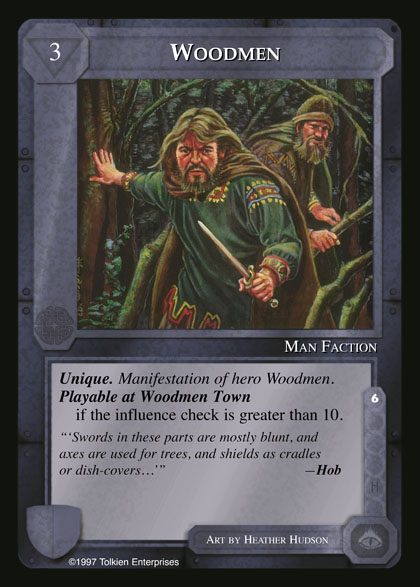 3
Woodmen
Man Faction
Unique. Manifestation of hero Woodmen.
Playable at Woodmen Town
if the influence check is greater than 10.
6
“‘Swords in these parts are mostly blunt, and
axes are used for trees, and shields as cradles
or dish-covers...’” –Hob
H
Art by Heather Hudson
©1997 Tolkien Enterprises